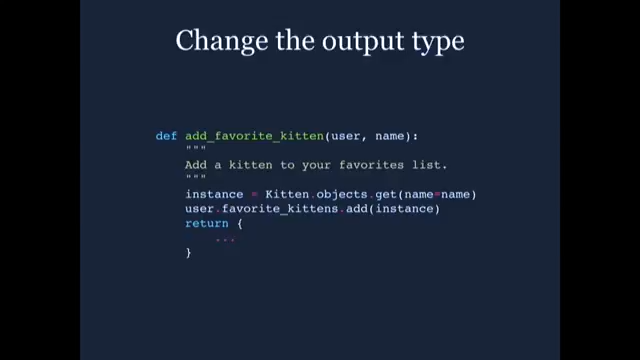 Change the output type
def add_favorite_kitten(user, name):
"""
Add a kitten to your favorites list.
"""
instance = Kitten.objects.get(name=name)
user.favorite_kittens.add(instance)
return {
...
}